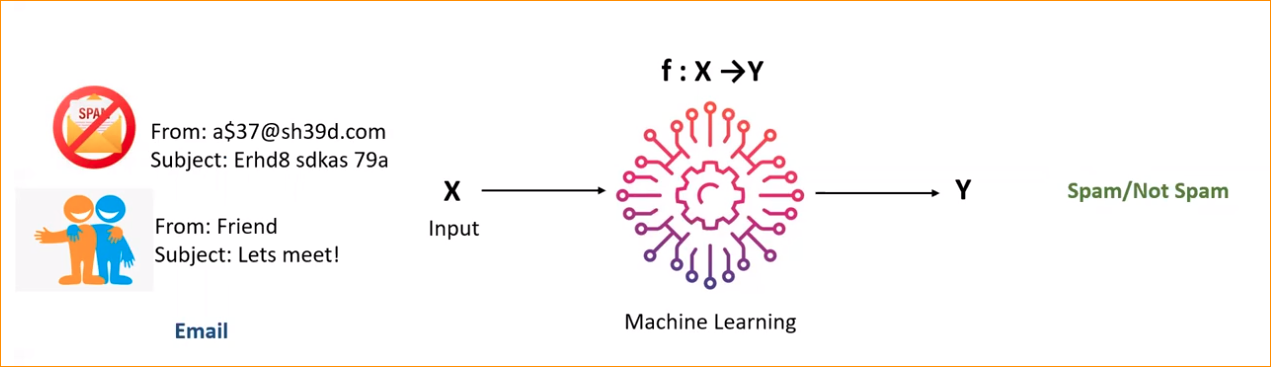 f : X →Y
SPAM
From: a$37@sh39d.com
Subject: Erhd8 sdkas 79a
From: Friend
Subject: Lets meet!
Email
X
Input
Machine Learning
Y
Spam/Not Spam